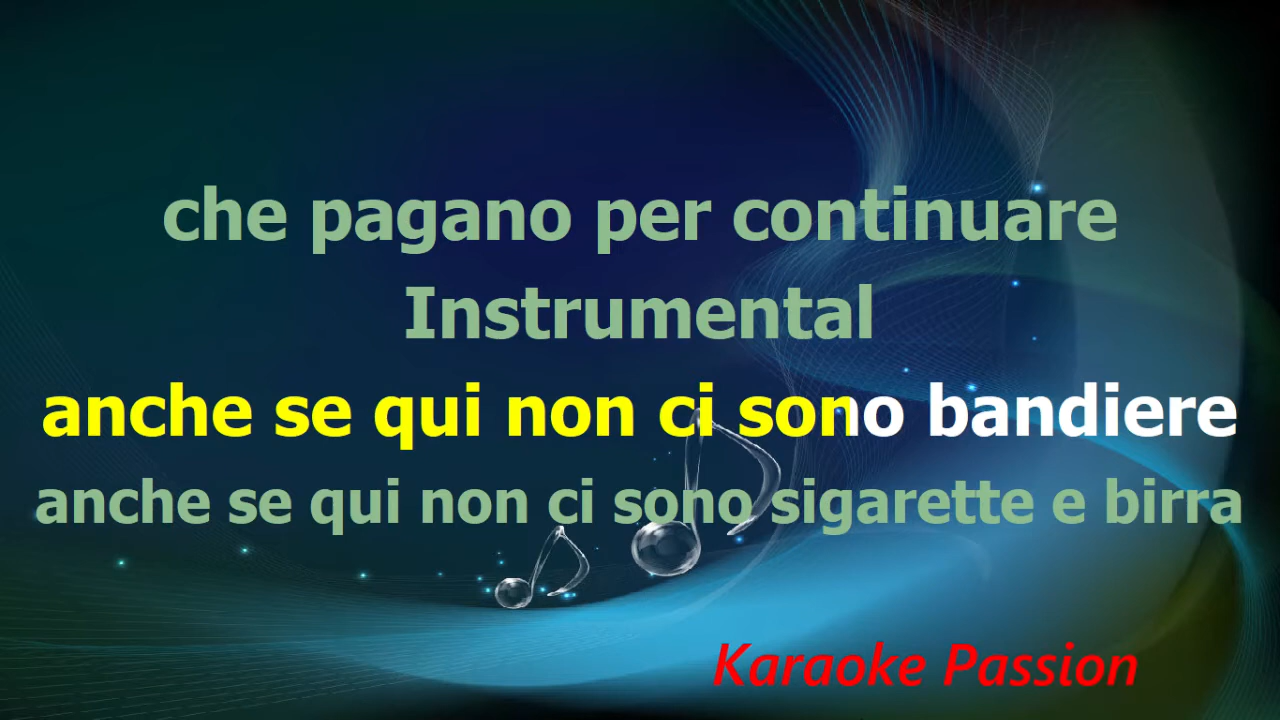 che pagano per continuare
Instrumental
anche se qui non ci sono bandiere
anche se qui non ci sono sigarette e birra
Karaoke Passion